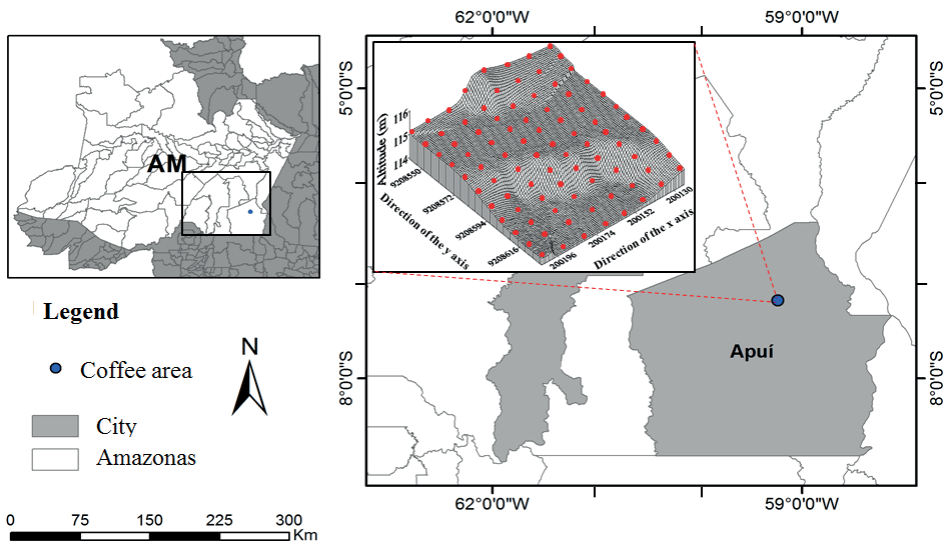 AM
Legend
Coffee area
City
Amazonas
N
0 75 150 225 300
Km
62°0'0"W 59°0'0"W
5°0'0"S
8°0'0"S
5°0'0"S
8°0'0"S
62°0'0"W 59°0'0"W
Altitude (m)
116
115
114
9208550
9208572
9208594
9208616
Direction of the y axis
200196
200174
200152
200130
Direction of the x axis
Apuí